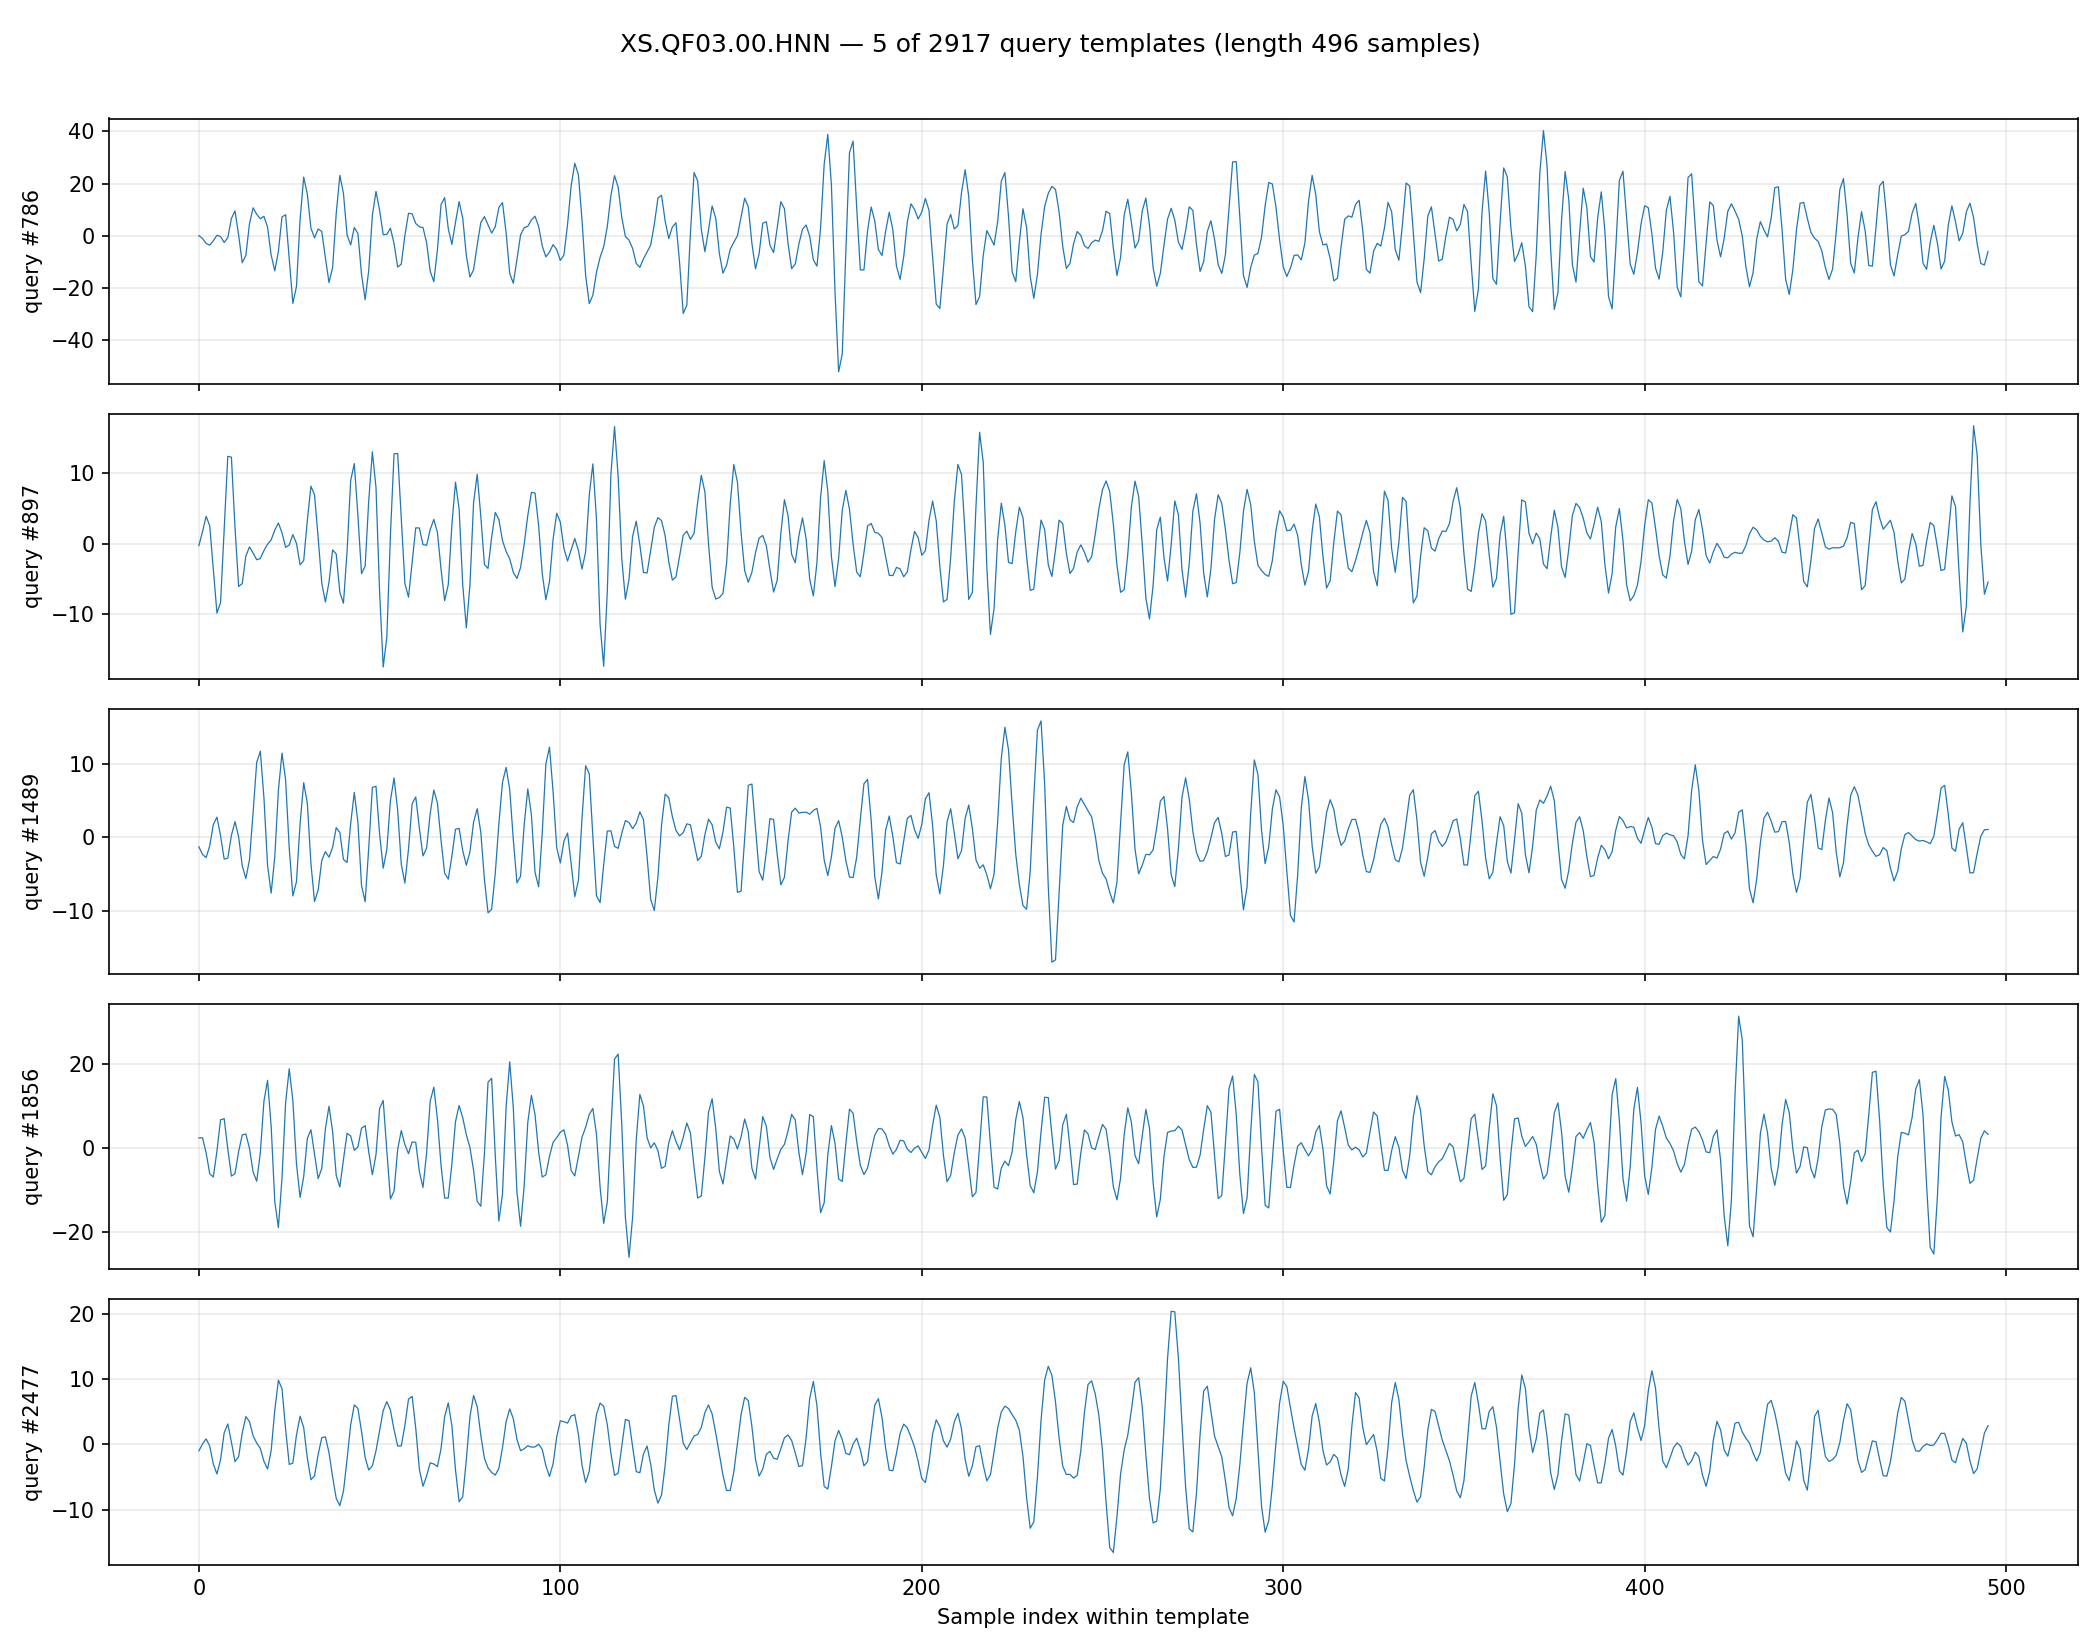 XS.QF03.00.HNN — 5 of 2917 query templates (length 496 samples)
40
20
0
−20
−40
query #786
10
0
−10
query #897
10
0
−10
query #1489
20
0
−20
query #1856
20
10
0
−10
query #2477
0 100 200 300 400 500
Sample index within template